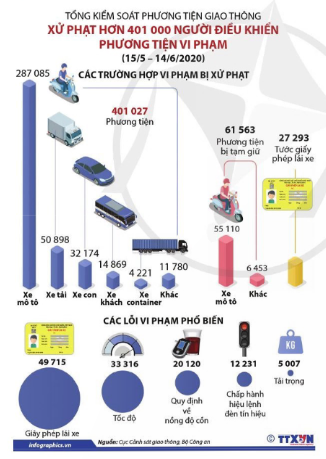 TỔNG KIỂM SOÁT PHƯƠNG TIỆN GIAO THÔNG
XỬ PHẠT HƠN 401 000 NGƯỜI ĐIỀU KHIỂN
PHƯƠNG TIỆN VI PHẠM
(15/5 – 14/6/2020)
CÁC TRƯỜNG HỢP VI PHẠM BỊ XỬ PHẠT
287 085
401 027
Phương tiện
61 563
Phương tiện
bị tạm giữ
27 293
Tước giấy
phép lái xe
50 898
32 174
14 869
4 221
11 780
55 110
6 453
Xe
mô tô
Xe tải
Xe con
Xe
khách
Xe
container
Khác
Xe
mô tô
Khác
CÁC LỖI VI PHẠM PHỔ BIẾN
49 715
33 316
20 120
12 231
KG
5 007
Giấy phép lái xe
Tốc độ
Quy định
về
nồng độ cồn
Chấp hành
hiệu lệnh
đèn tín hiệu
Tải trọng
infographics.vn
Nguồn: Cục Cảnh sát giao thông, Bộ Công an
© TTXVN